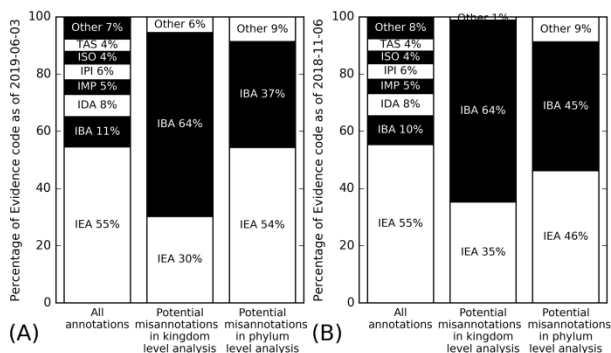 Percentage of Evidence code as of 2019-06-03
100
80
60
40
20
0
Other 7%
TAS 4%
ISO 4%
IPI 6%
IMP 5%
IDA 8%
IBA 11%
IEA 55%
Other 6%
IBA 64%
IEA 30%
Other 9%
IBA 37%
IEA 54%
All
annotations
Potential
misannotations
in kingdom
level analysis
Potential
misannotations
in phylum
level analysis
(A)
Percentage of Evidence code as of 2018-11-06
100
80
60
40
20
0
Other 8%
TAS 4%
ISO 4%
IPI 6%
IMP 5%
IDA 8%
IBA 10%
IEA 55%
Other 1%
IBA 64%
IEA 35%
Other 9%
IBA 45%
IEA 46%
All
annotations
Potential
misannotations
in kingdom
level analysis
Potential
misannotations
in phylum
level analysis
(B)